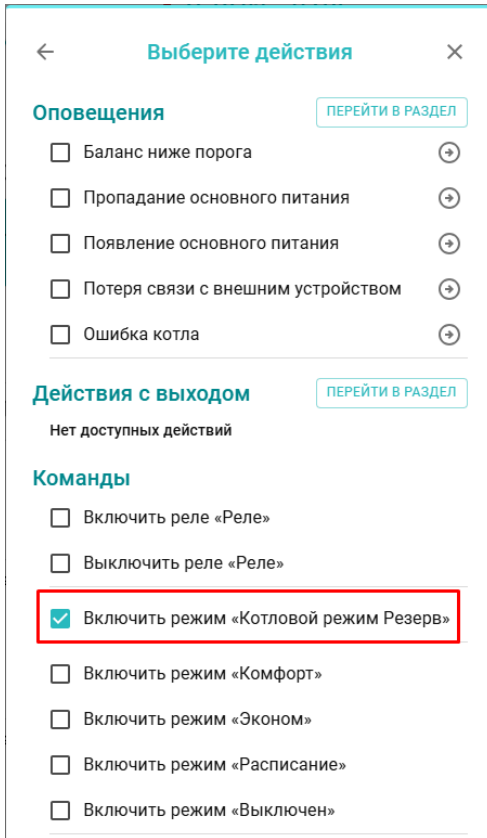 Выберите действия
Оповещения
ПЕРЕЙТИ В РАЗДЕЛ
Баланс ниже порога
Пропадание основного питания
Появление основного питания
Потеря связи с внешним устройством
Ошибка котла
Действия с выходом
ПЕРЕЙТИ В РАЗДЕЛ
Нет доступных действий
Команды
Включить реле «Реле»
Выключить реле «Реле»
Включить режим «Котловой режим Резерв»
Включить режим «Комфорт»
Включить режим «Эконом»
Включить режим «Расписание»
Включить режим «Выключен»